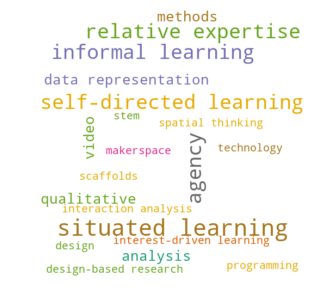 methods
relative expertise
informal learning
data representation
self-directed learning
stem
spatial thinking
video
makerspace
agency
technology
scaffolds
qualitative
interaction analysis
situated learning
interest-driven learning
design
analysis
programming
design-based research